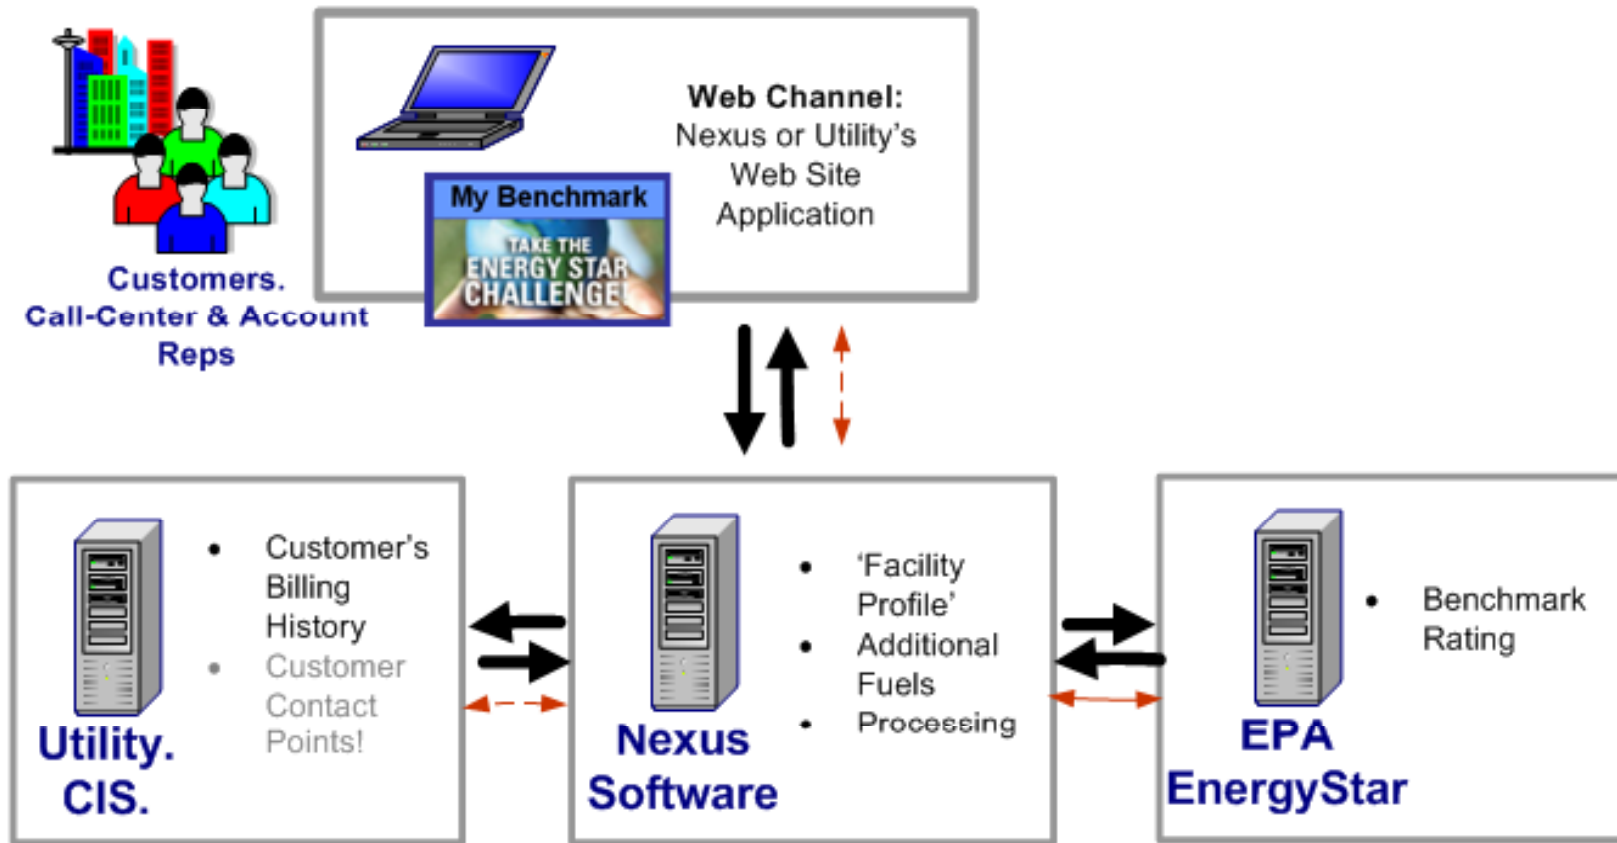 Customers.
Call-Center & Account
Reps
Web Channel:
Nexus or Utility’s
Web Site
Application
My Benchmark
TAKE THE
ENERGY STAR
CHALLENGE!
• Customer’s
Billing
History
• Customer
Contact
Points!
Utility.
CIS.
• ‘Facility
Profile’
• Additional
Fuels
• Processing
Nexus
Software
• Benchmark
Rating
EPA
EnergyStar